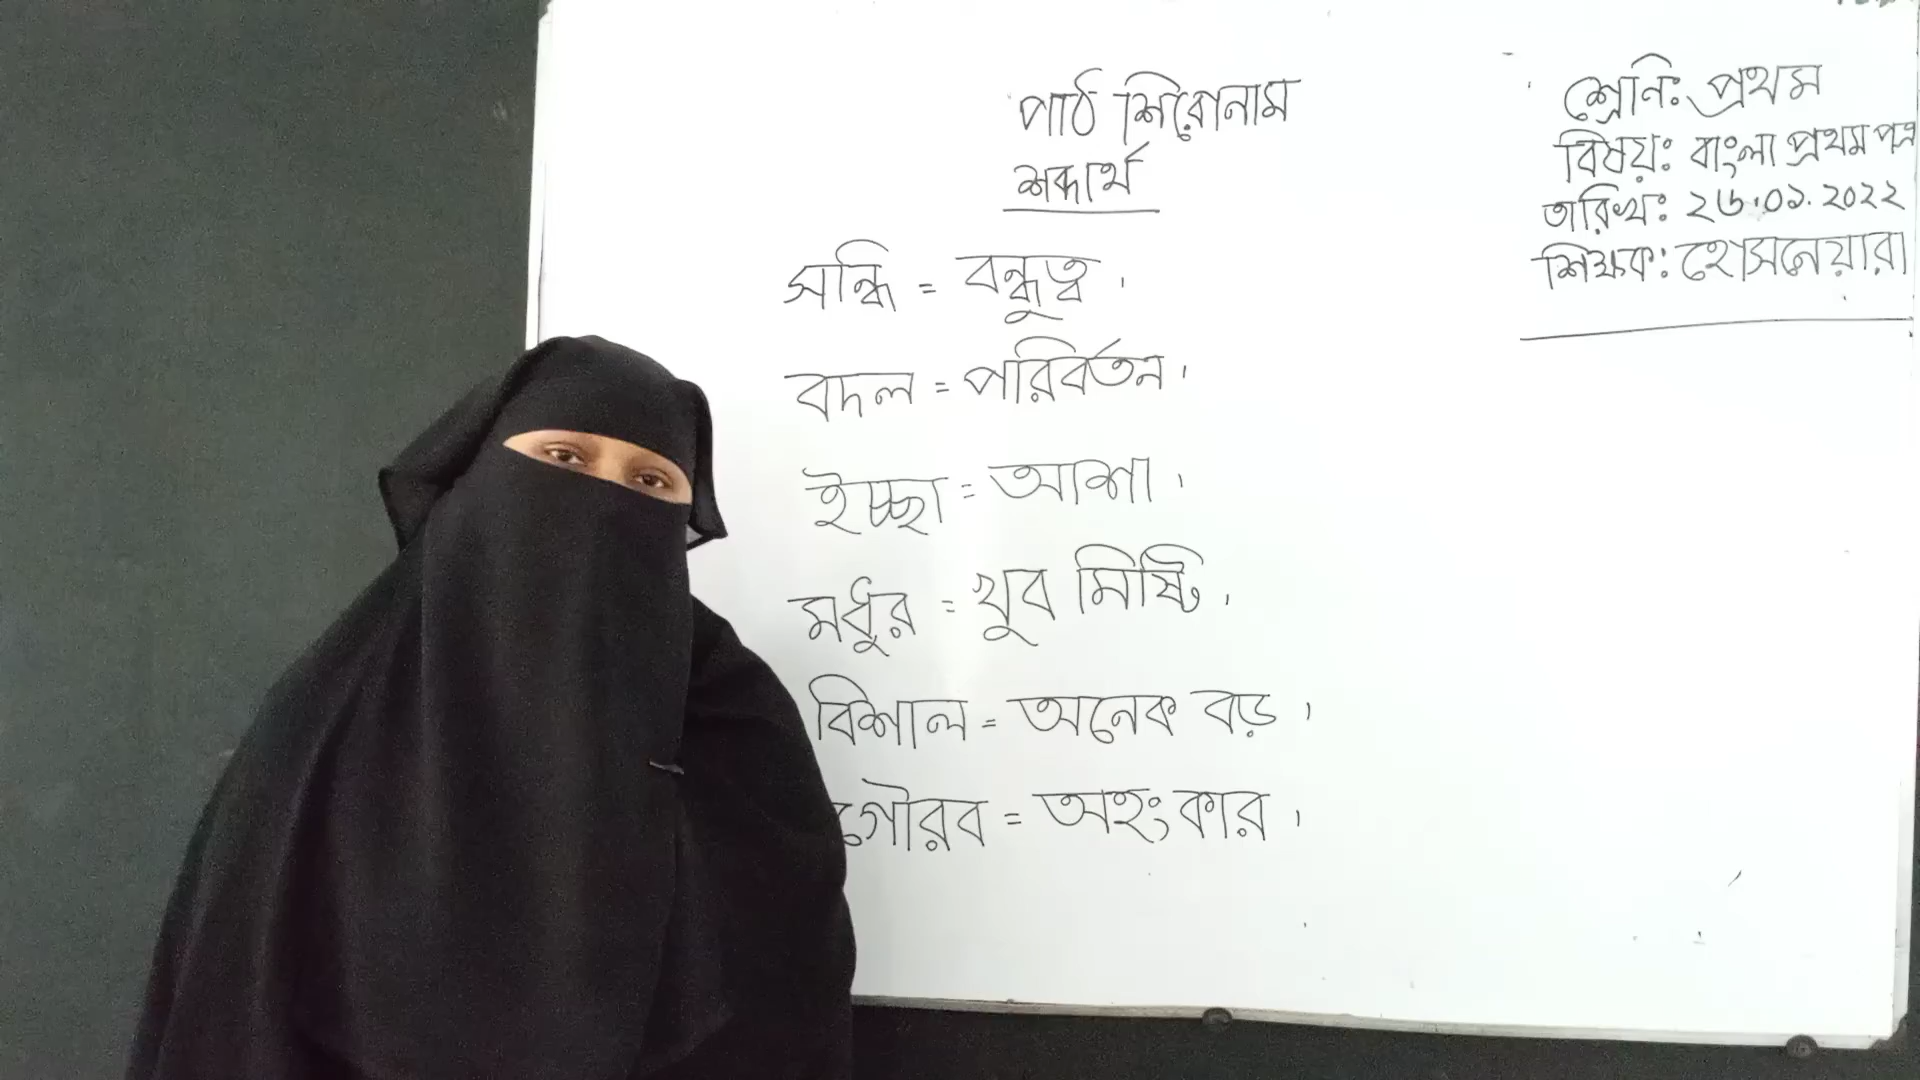 পাঠ শিরোনাম
শব্দার্থ
সন্ধি = বন্ধুত্ব।
বদল = পরিবর্তন।
ইচ্ছা = আশা।
মধুর = খুব মিষ্টি।
বিশাল = অনেক বড়।
গৌরব = অহংকার।
শ্রেনি: প্রথম
বিষয়: বাংলা প্রথম পত্র
তারিখ: ২৬.০১.২০২২
শিক্ষক: হোসনেয়ারা